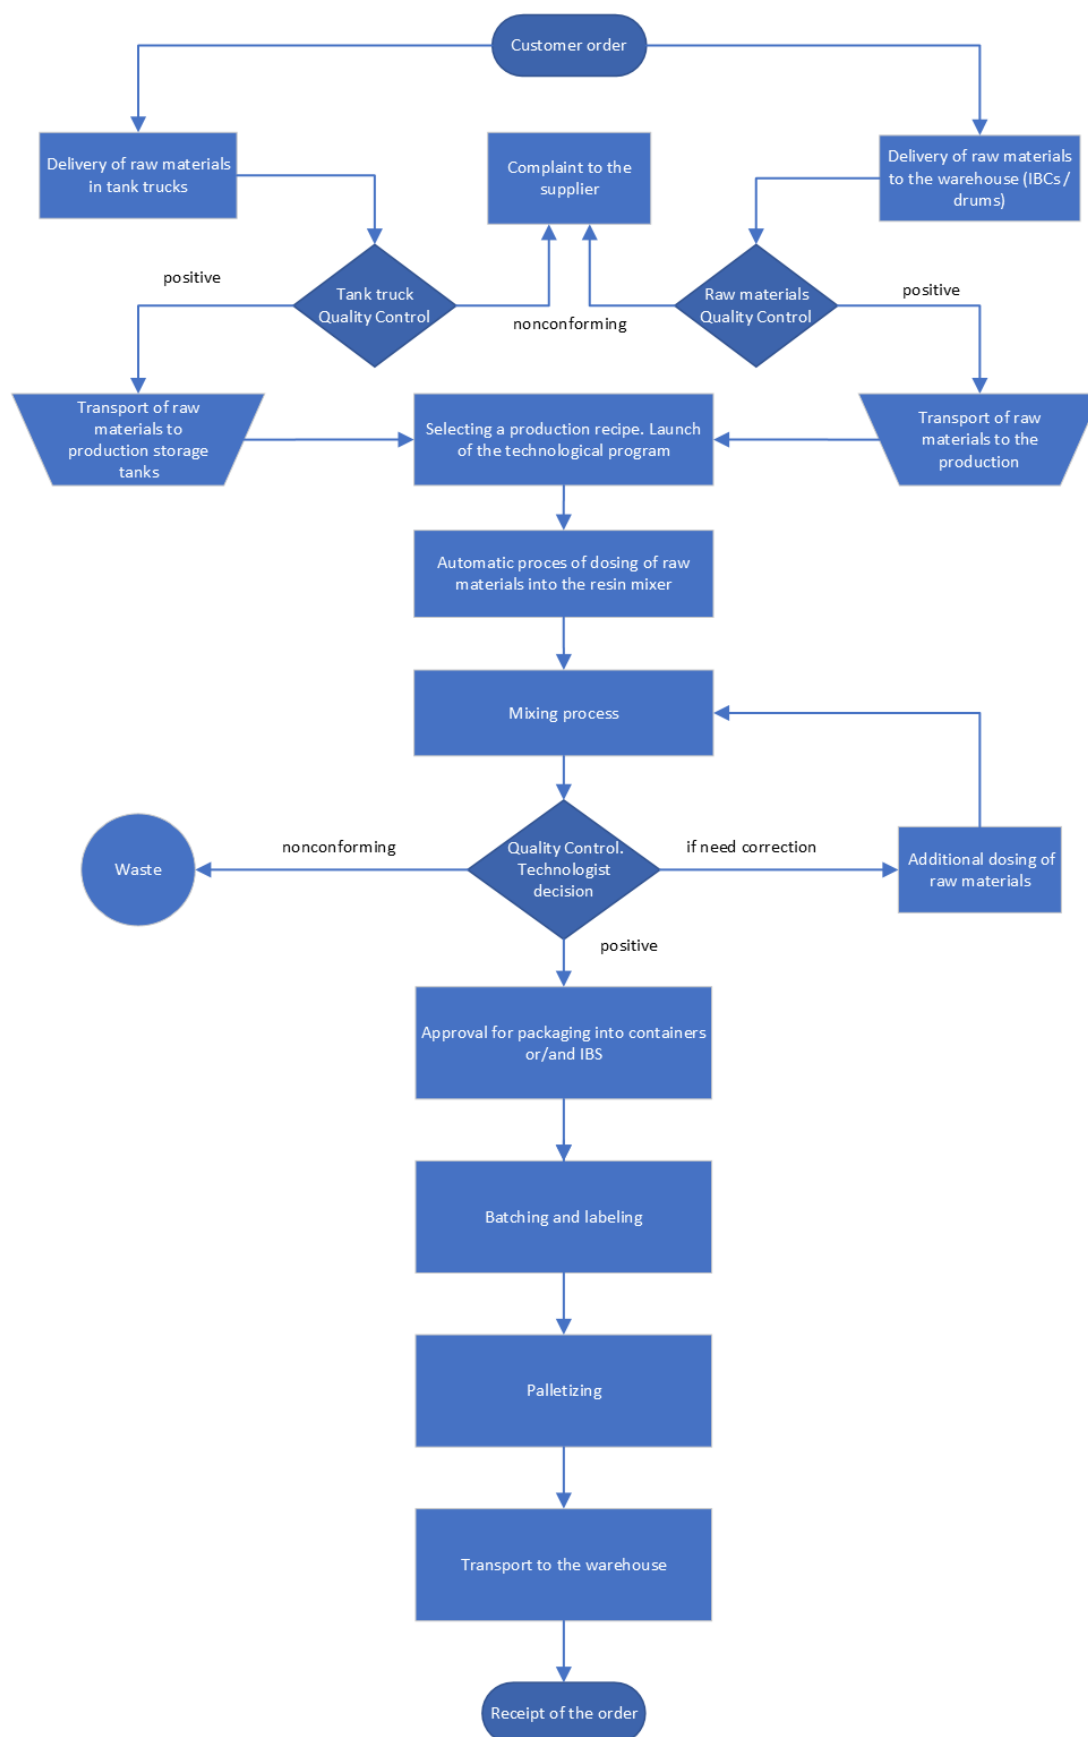 Customer order
Delivery of raw materials
in tank trucks
Complaint to the
supplier
Delivery of raw materials
to the warehouse (IBCs /
drums)
positive
Tank truck
Quality Control
nonconforming
Raw materials
Quality Control
positive
Transport of raw
materials to
production storage
tanks
Selecting a production recipe. Launch
of the technological program
Transport of raw
materials to the
production
Automatic proces of dosing of raw
materials into the resin mixer
Mixing process
Waste
nonconforming
Quality Control.
Technologist
decision
if need correction
Additional dosing of
raw materials
positive
Approval for packaging into containers
or/and IBS
Batching and labeling
Palletizing
Transport to the warehouse
Receipt of the order